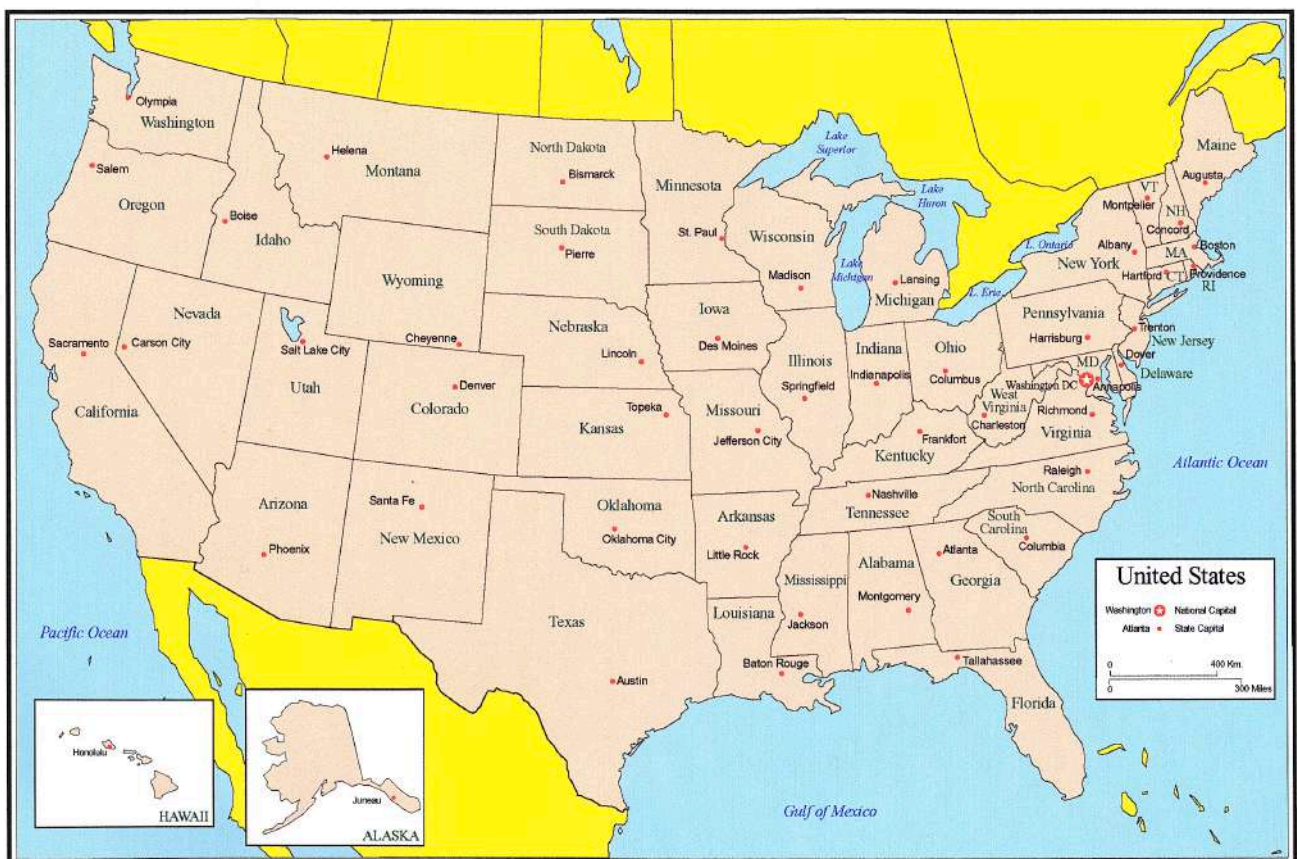 Olympia
Washington
Salem
Oregon
Boise
Idaho
Helena
Montana
North Dakota
Bismarck
South Dakota
Pierre
Minnesota
St. Paul
Wisconsin
Madison
Lake
Superior
Lake
Huron
Lake
Michigan
L. Ontario
L. Erie
Lansing
Michigan
Maine
Augusta
VT
Montpelier
NH
Concord
Albany
New York
MA
Boston
Hartford
CT
Providence
RI
Wyoming
Cheyenne
Nevada
Carson City
Sacramento
California
Salt Lake City
Utah
Denver
Colorado
Nebraska
Lincoln
Iowa
Des Moines
Illinois
Springfield
Indiana
Indianapolis
Ohio
Columbus
Pennsylvania
Harrisburg
Trenton
New Jersey
MD
Dover
Delaware
Washington DC
Annapolis
West
Virginia
Charleston
Richmond
Virginia
Topeka
Kansas
Missouri
Jefferson City
Frankfort
Kentucky
Raleigh
North Carolina
Nashville
Tennessee
South
Carolina
Columbia
Arizona
Phoenix
Santa Fe
New Mexico
Oklahoma
Oklahoma City
Arkansas
Little Rock
Mississippi
Jackson
Alabama
Montgomery
Atlanta
Georgia
Texas
Austin
Louisiana
Baton Rouge
Tallahassee
Florida
Pacific Ocean
Atlantic Ocean
Gulf of Mexico
Honolulu
HAWAII
Juneau
ALASKA
United States
Washington National Capital
Atlanta State Capital
0 400 Km.
0 300 Miles